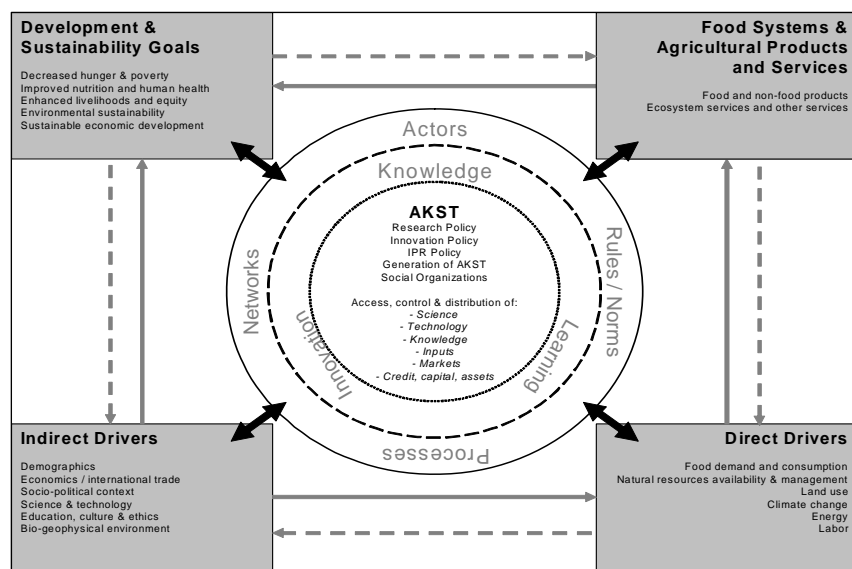 Development &
Sustainability Goals
Decreased hunger & poverty
Improved nutrition and human health
Enhanced livelihoods and equity
Environmental sustainability
Sustainable economic development
Food Systems &
Agricultural Products
and Services
Food and non-food products
Ecosystem services and other services
Actors
Knowledge
AKST
Research Policy
Innovation Policy
IPR Policy
Generation of AKST
Social Organizations
Access, control & distribution of:
- Science
- Technology
- Knowledge
- Inputs
- Markets
- Credit, capital, assets
Networks
Rules / Norms
Innovation
Learning
Processes
Indirect Drivers
Demographics
Economics / international trade
Socio-political context
Science & technology
Education, culture & ethics
Bio-geophysical environment
Direct Drivers
Food demand and consumption
Natural resources availability & management
Land use
Climate change
Energy
Labor